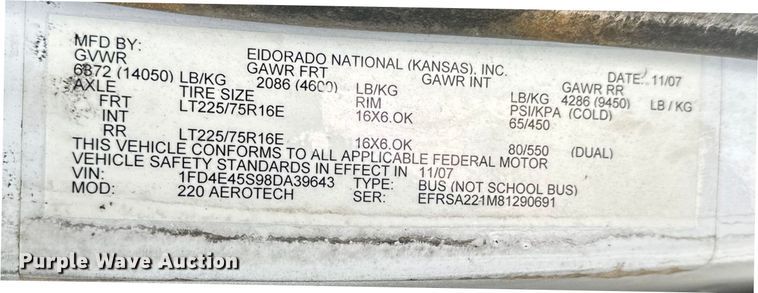 MFD BY: EIDORADO NATIONAL (KANSAS), INC. DATE: 11/07
GVWR GAWR FRT GAWR INT GAWR RR
6372 (14050) LB/KG 2086 (4600) LB/KG LB/KG 4286 (9450) LB / KG
AXLE TIRE SIZE RIM PSI/KPA (COLD)
FRT LT225/75R16E 16X6.OK 65/450
INT
RR LT225/75R16E 16X6.OK 80/550 (DUAL)
THIS VEHICLE CONFORMS TO ALL APPLICABLE FEDERAL MOTOR
VEHICLE SAFETY STANDARDS IN EFFECT IN 11/07
VIN: 1FD4E45S98DA39643 TYPE: BUS (NOT SCHOOL BUS)
MOD: 220 AEROTECH SER: EFRSA221M81290691
Purple Wave Auction